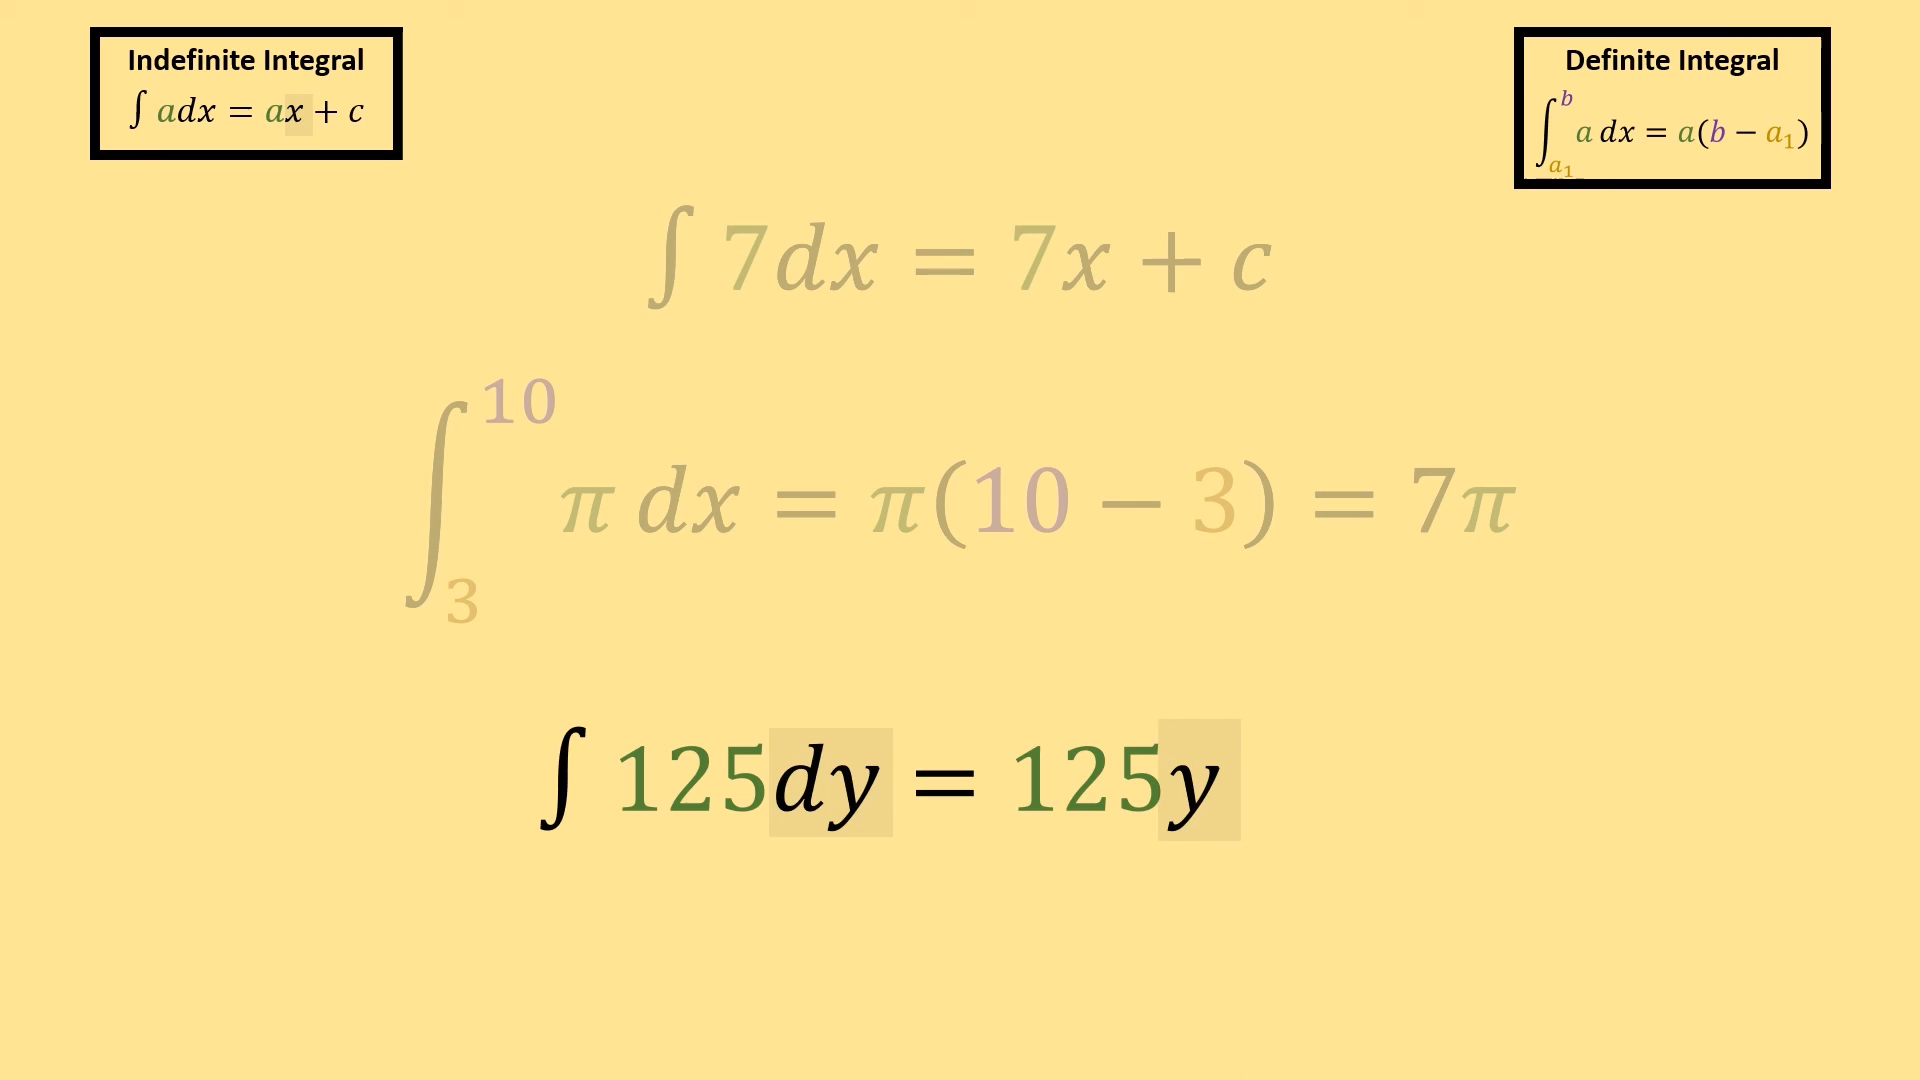 Indefinite Integral
∫ adx = ax + c
Definite Integral
∫_{a₁}^{b} a dx = a(b − a₁)
∫ 7dx = 7x + c
∫_{3}^{10} π dx = π(10 − 3) = 7π
∫ 125dy = 125y